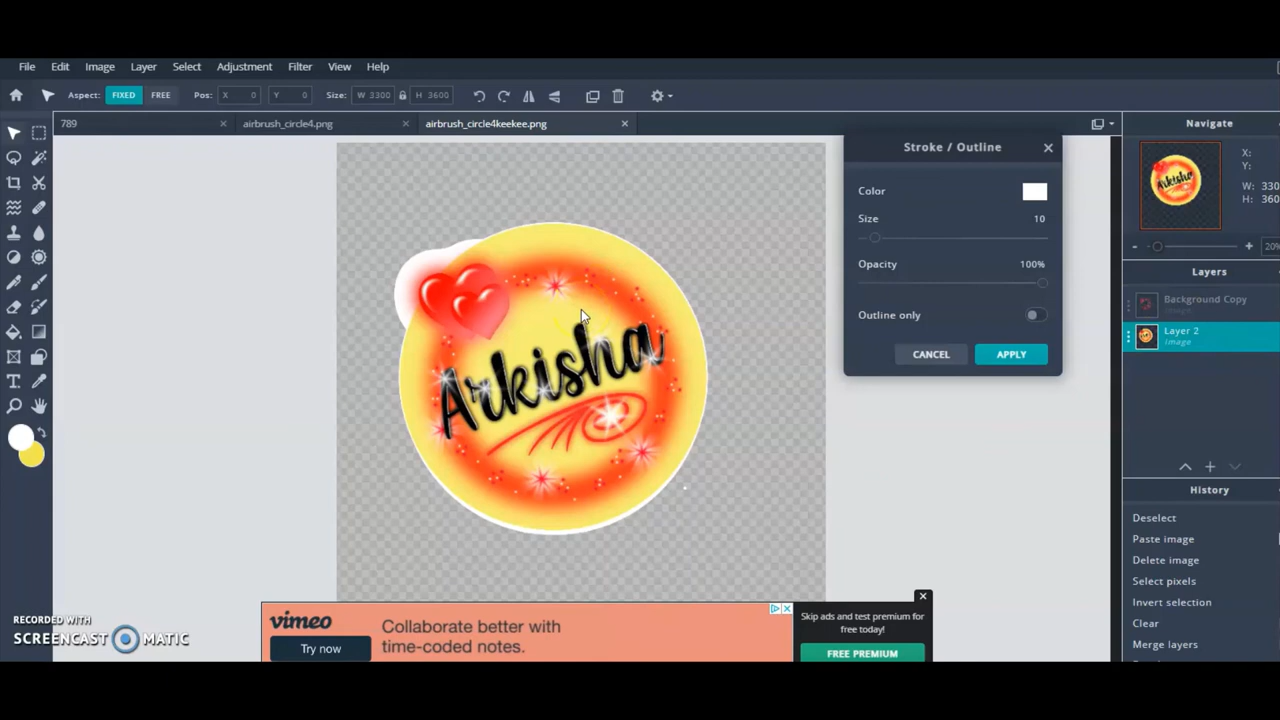 File Edit Image Layer Select Adjustment Filter View Help
Aspect: FIXED FREE Pos: X 0 Y 0 Size: W 3300 H 3600
789 airbrush_circle4.png airbrush_circle4keekee.png
Stroke / Outline
Color
Size 10
Opacity 100%
Outline only
CANCEL APPLY
Arkisha
Navigate
X:
Y:
W: 330
H: 360
20%
Layers
Background Copy
Image
Layer 2
Image
History
Deselect
Paste image
Delete image
Select pixels
Invert selection
Clear
Merge layers
RECORDED WITH
SCREENCAST MATIC
vimeo
Try now
Collaborate better with
time-coded notes.
Skip ads and test premium for
free today!
FREE PREMIUM